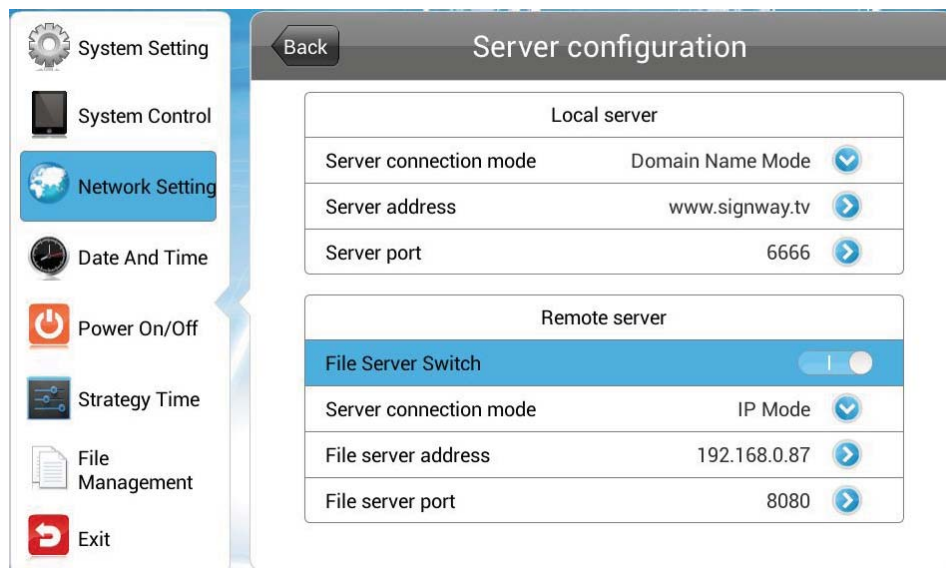 System Setting
System Control
Network Setting
Date And Time
Power On/Off
Strategy Time
File
Management
Exit
Back
Server configuration
Local server
Server connection mode Domain Name Mode
Server address www.signway.tv
Server port 6666
Remote server
File Server Switch
Server connection mode IP Mode
File server address 192.168.0.87
File server port 8080